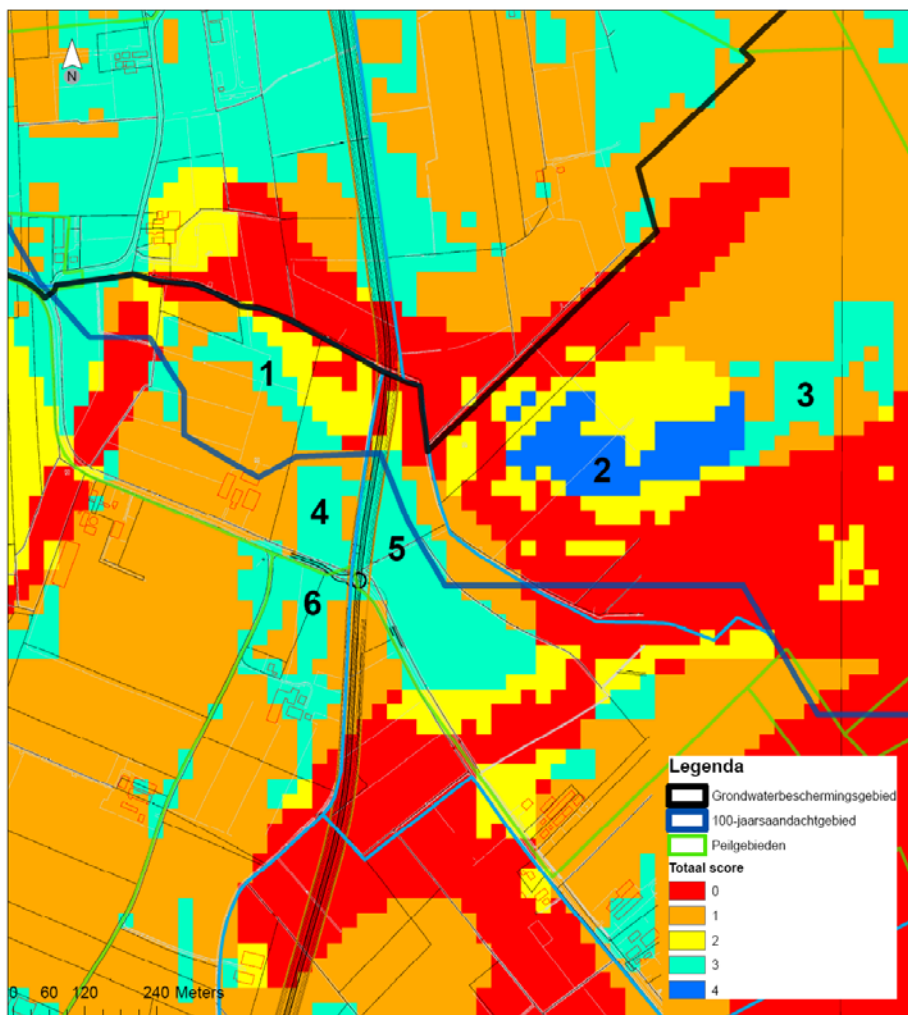 N
1
2
3
4
5
6
Legenda
Grondwaterbeschermingsgebied
100-jaarsaandachtgebied
Peilgebieden
Totaal score
0
1
2
3
4
0 60 120 240 Meters